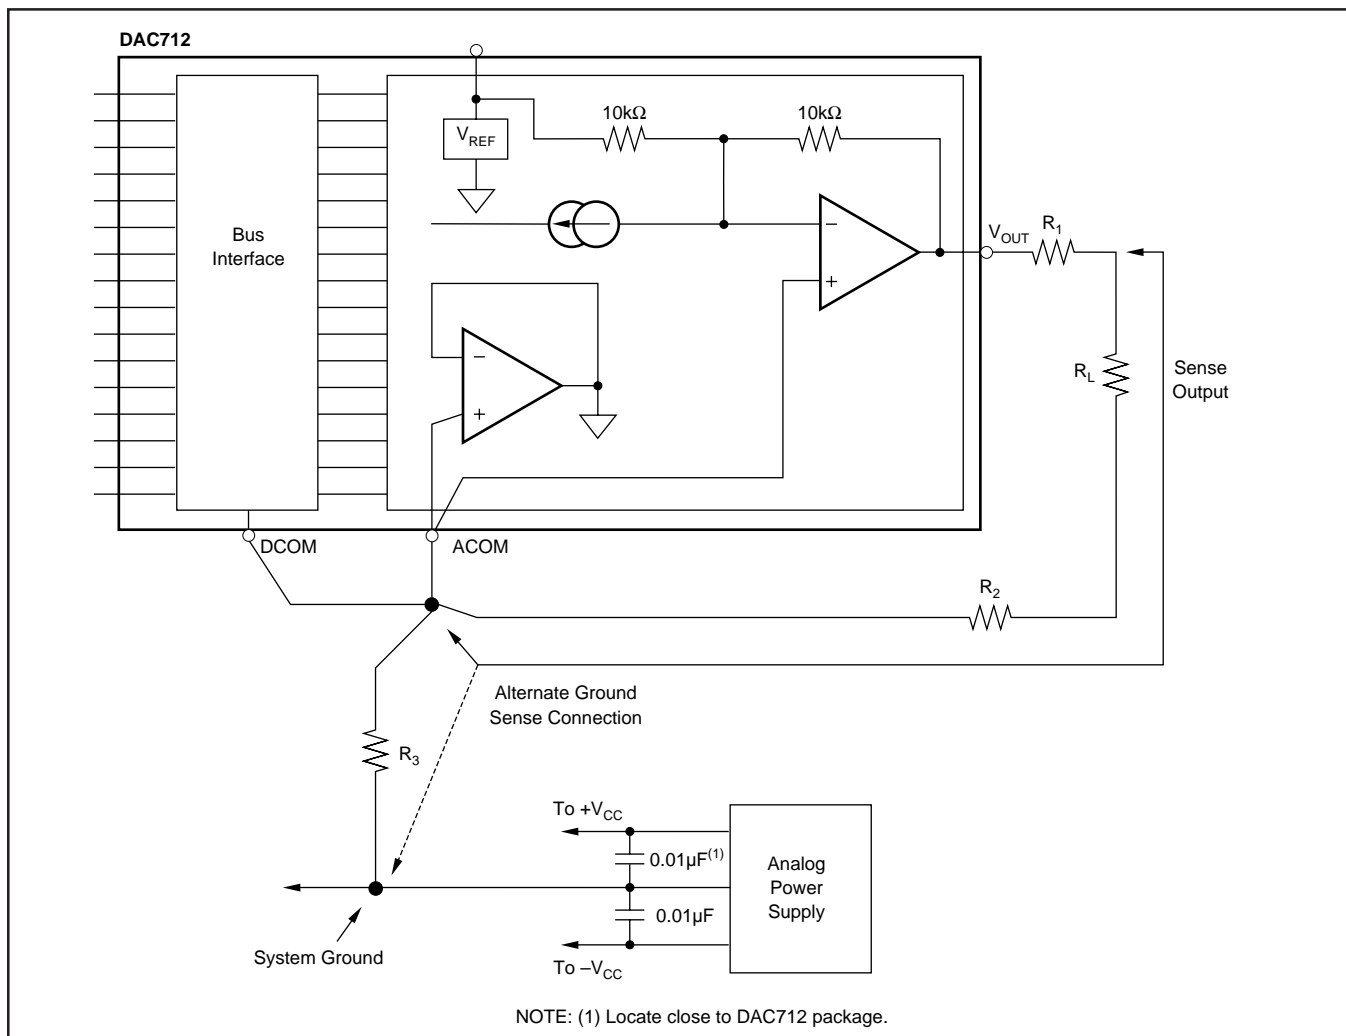 DAC712
10kΩ
10kΩ
V_REF
Bus
Interface
−
+
V_OUT
R_1
−
+
R_L
Sense
Output
DCOM
ACOM
R_2
Alternate Ground
Sense Connection
R_3
To +V_CC
0.01µF(1)
Analog
Power
Supply
0.01µF
System Ground
To –V_CC
NOTE: (1) Locate close to DAC712 package.